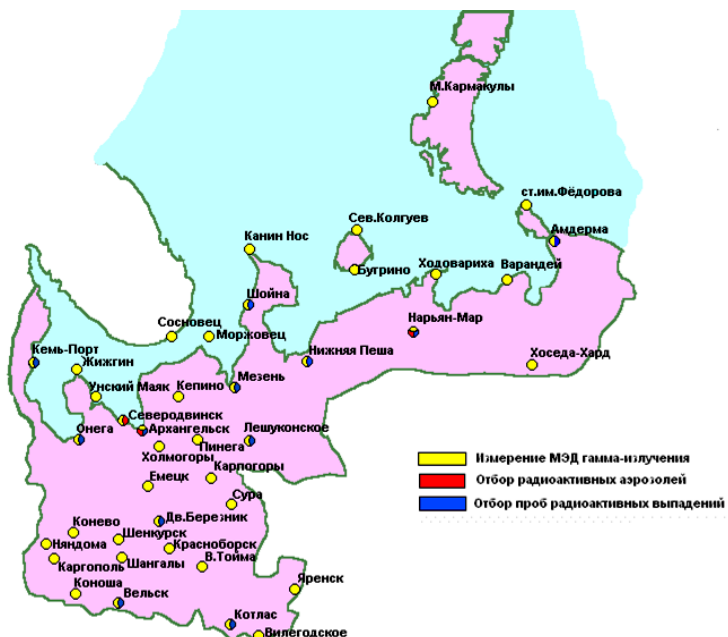 М.Кармакулы
ст.им.Фёдорова
Сев.Колгуев
Амдерма
Канин Нос
Ходовариха
Варандей
Бугрино
Шойна
Нарьян-Мар
Сосновец
Моржовец
Кемь-Порт
Нижняя Пеша
Хоседа-Хард
Жижгин
Мезень
Унский Маяк
Кепино
Северодвинск
Онега
Архангельск
Лешуконское
Пинега
Холмогоры
Измерение МЭД гамма-излучения
Карпогоры
Емецк
Отбор радиоактивных аэрозолей
Сура
Отбор проб радиоактивных выпадений
Дв.Березник
Конево
Шенкурск
Няндома
Красноборск
Каргополь
Шангалы
В.Тойма
Яренск
Коноша
Вельск
Котлас
Вилегодское